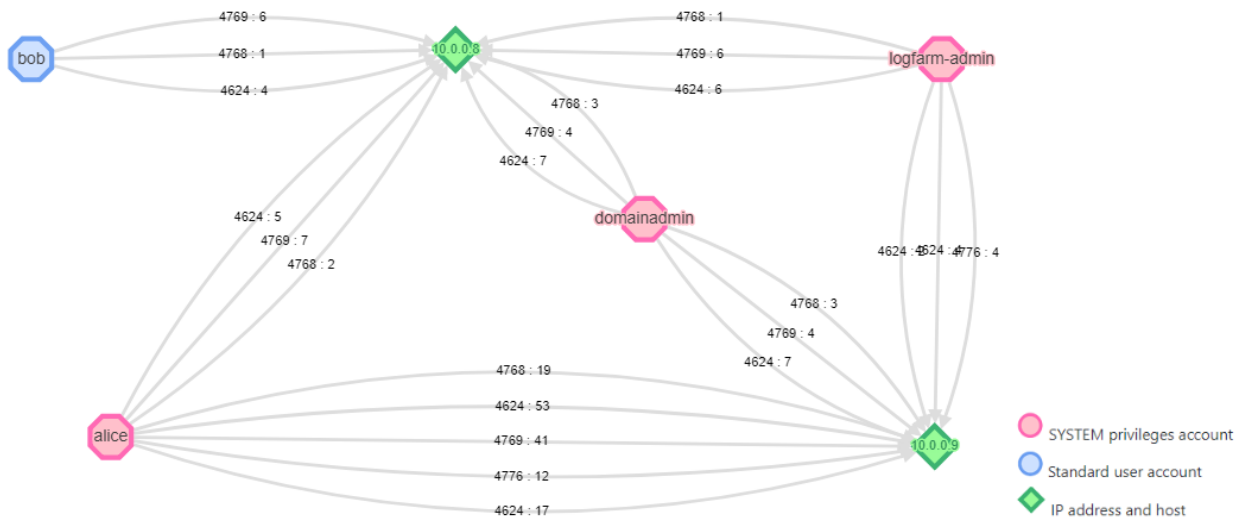 4769 : 6
4768 : 1
bob
10.0.0.8
4768 : 1
4769 : 6
logfarm-admin
4624 : 4
4624 : 6
4768 : 3
4769 : 4
4624 : 7
4624 : 5
domainadmin
4769 : 7
4768 : 2
4624 : 4
4776 : 4
4768 : 3
4769 : 4
4624 : 7
4768 : 19
4624 : 53
alice
4769 : 41
10.0.0.9
4776 : 12
4624 : 17
SYSTEM privileges account
Standard user account
IP address and host